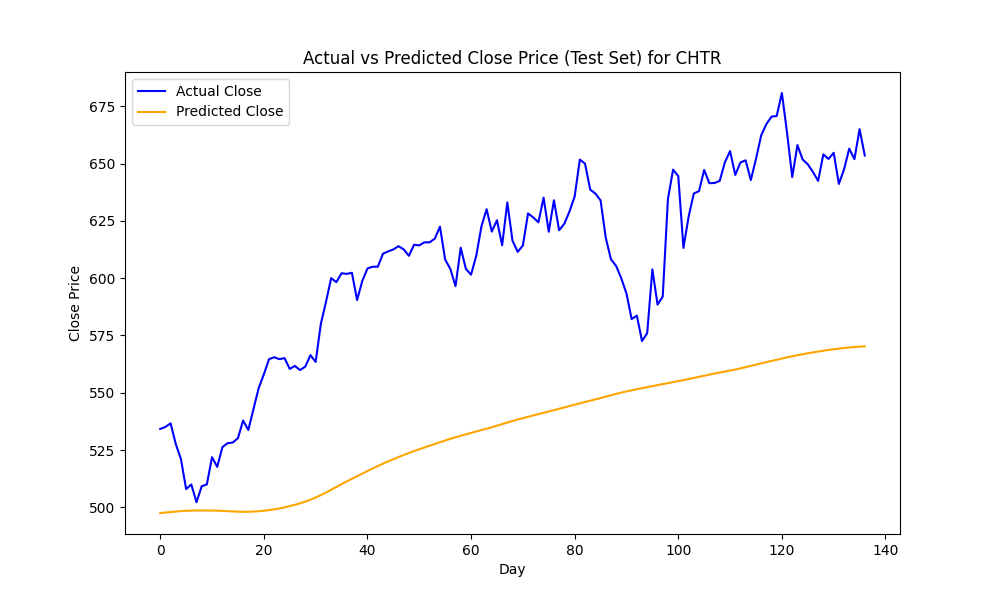 Actual vs Predicted Close Price (Test Set) for CHTR
Actual Close
Predicted Close
Close Price
675
650
625
600
575
550
525
500
0 20 40 60 80 100 120 140
Day